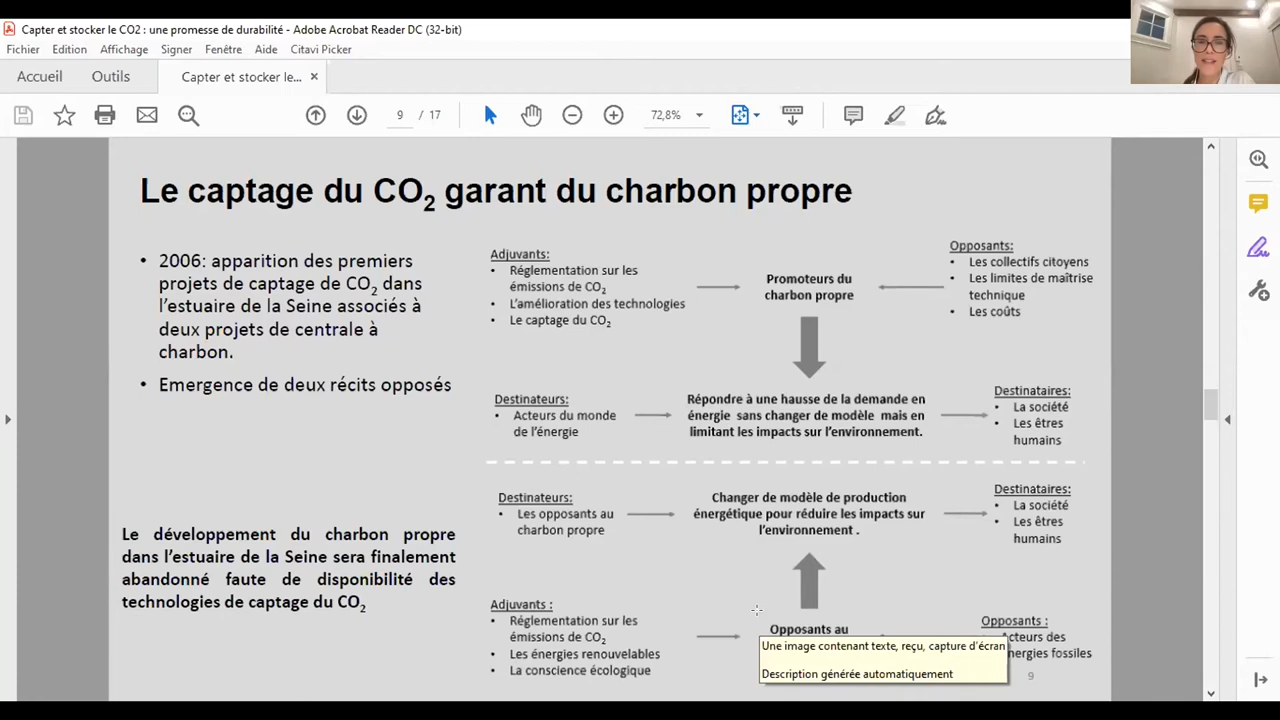 Capter et stocker le CO2 : une promesse de durabilité - Adobe Acrobat Reader DC (32-bit)
Fichier Edition Affichage Signer Fenêtre Aide Citavi Picker
Accueil Outils Capter et stocker le... ×
9 / 17 72,8%
Le captage du CO2 garant du charbon propre
• 2006: apparition des premiers
projets de captage de CO2 dans
l’estuaire de la Seine associés à
deux projets de centrale à
charbon.
• Emergence de deux récits opposés
Le développement du charbon propre
dans l’estuaire de la Seine sera finalement
abandonné faute de disponibilité des
technologies de captage du CO2
Adjuvants:
• Réglementation sur les
émissions de CO2
• L’amélioration des technologies
• Le captage du CO2
Promoteurs du
charbon propre
Opposants:
• Les collectifs citoyens
• Les limites de maîtrise
technique
• Les coûts
Destinateurs:
• Acteurs du monde
de l’énergie
Répondre à une hausse de la demande en
énergie sans changer de modèle mais en
limitant les impacts sur l’environnement.
Destinataires:
• La société
• Les êtres
humains
Destinateurs:
• Les opposants au
charbon propre
Changer de modèle de production
énergétique pour réduire les impacts sur
l’environnement .
Destinataires:
• La société
• Les êtres
humains
Adjuvants :
• Réglementation sur les
émissions de CO2
• Les énergies renouvelables
• La conscience écologique
Opposants au
Opposants :
Acteurs des
énergies fossiles
Une image contenant texte, reçu, capture d’écran
Description générée automatiquement
9